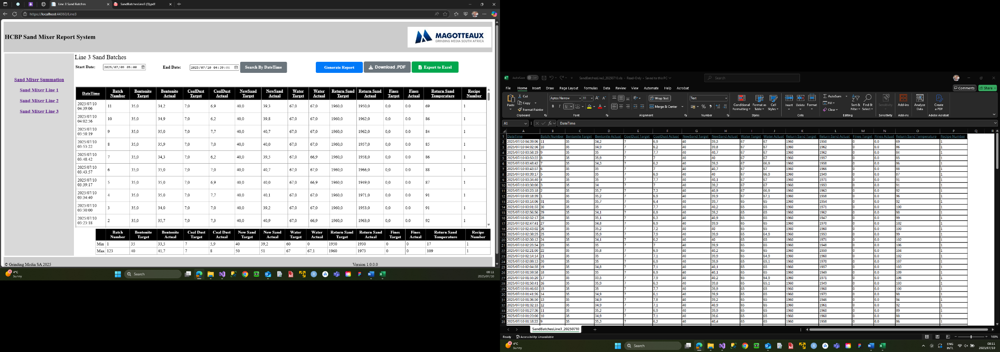 Line 3 Sand Batches
SandBatchesLine3 (1).pdf
https://localhost:44360/Line3
HCBP Sand Mixer Report System
MAGOTTEAUX
GRINDING MEDIA SOUTH AFRICA
Line 3 Sand Batches
Start Date: 2025/07/09 05:00 End Date: 2025/07/10 04:39:06 Search By DateTime Generate Report Download .PDF Export to Excel
Sand Mixer Summation
Sand Mixer Line 1
Sand Mixer Line 2
Sand Mixer Line 3
DateTime Batch Number Bentonite Target Bentonite Actual CoalDust Target CoalDust Actual NewSand Target NewSand Actual Water Target Water Actual Return Sand Target Return Sand Actual Fines Target Fines Actual Return Sand Temperature Recipe Number
2025/07/10 04:39:06 11 35,0 34,2 7,0 6,9 40,0 39,3 67,0 67,0 1960,0 1950,0 0,0 0.0 69 1
2025/07/10 04:02:56 10 35,0 34,9 7,0 6,2 40,0 39,8 67,0 67,0 1960,0 1962,0 0,0 0.0 86 1
2025/07/10 03:58:19 9 35,0 35,0 7,0 7,7 40,0 40,7 67,0 67,0 1960,0 1962,0 0,0 0.0 84 1
2025/07/10 03:53:22 8 35,0 35,9 7,0 7,0 40,0 40,0 67,0 67,0 1960,0 1957,0 0,0 0.0 85 1
2025/07/10 03:48:42 7 35,0 34,3 7,0 6,2 40,0 39,5 67,0 66,9 1960,0 1958,0 0,0 0.0 86 1
2025/07/10 03:43:57 6 35,0 35,0 7,0 7,0 40,0 40,7 67,0 67,0 1960,0 1966,0 0,0 0.0 88 1
2025/07/10 03:39:17 5 35,0 35,0 7,0 6,9 40,0 40,0 67,0 66,9 1960,0 1949,0 0,0 0.0 87 1
2025/07/10 03:34:40 4 35,0 35,0 7,0 7,7 40,0 40,1 67,0 67,0 1960,0 1971,0 0,0 0.0 91 1
2025/07/10 03:30:00 3 35,0 34,0 7,0 7,0 40,0 39,2 67,0 67,0 1960,0 1953,0 0,0 0.0 91 1
2025/07/10 03:23:18 2 35,0 35,7 7,0 7,3 40,0 40,9 67,0 66,9 1960,0 1963,0 0,0 0.0 92 1
Batch Number Bentonite Target Bentonite Actual Coal Dust Target Coal Dust Actual New Sand Target New Sand Actual Water Target Water Actual Return Sand Target Return Sand Actual Fines Target Fines Actual Return Sand Temperature Recipe Number
Min 1 35 33,5 7 5,9 40 39,2 60 0 1950 1930 0 0 17 1
Max 123 40 41,7 7 8 50 51 67 67,1 1960 1973 0 0 109 1
© Grinding Media SA 2025 Version 1.0.0.0
4°C
Sunny
Search
08:11
2025/07/10
AutoSave Off SandBatchesLine3_20250710.xls - Read-Only • Saved to this PC Search
File Home Insert Draw Page Layout Formulas Data Review View Automate Help Acrobat Comments Share
Paste Cut Copy Format Painter Aptos Narrow 11 Wrap Text Merge & Center Text
Conditional Formatting Format as Table Cell Styles Insert Delete Format AutoSum Fill Clear Sort & Filter Find & Select Sensitivity Add-ins Analyze Data Create a PDF
Clipboard Font Alignment Number Styles Cells Editing Sensitivity Add-ins Adobe Acrobat
A1 fx DateTime
A B C D E F G H I J K L M N O P Q R
1 DateTime Batch Number Bentonite Target Bentonite Actual CoalDust Target CoalDust Actual NewSand Target NewSand Actual Water Target Water Actual Return Sand Target Return Sand Actual Fines Target Fines Actual Return Sand Temperature Recipe Number
2 2025/07/10 04:39:06 11 35 34,2 7 6,9 40 39,3 67 67 1960 1950 0 0.0 69 1
3 2025/07/10 04:02:56 10 35 34,9 7 6,2 40 39,8 67 67 1960 1962 0 0.0 86 1
4 2025/07/10 03:58:19 9 35 35 7 7,7 40 40,7 67 67 1960 1962 0 0.0 84 1
5 2025/07/10 03:53:22 8 35 35,9 7 7 40 40 67 67 1960 1957 0 0.0 85 1
6 2025/07/10 03:48:42 7 35 34,3 7 6,2 40 39,5 67 66,9 1960 1958 0 0.0 86 1
7 2025/07/10 03:43:57 6 35 35 7 7 40 40,7 67 67 1960 1966 0 0.0 88 1
8 2025/07/10 03:39:17 5 35 35 7 6,9 40 40 67 66,9 1960 1949 0 0.0 87 1
9 2025/07/10 03:34:40 4 35 35 7 7,7 40 40,1 67 67 1960 1971 0 0.0 91 1
10 2025/07/10 03:30:00 3 35 34 7 7 40 39,2 67 67 1960 1953 0 0.0 91 1
11 2025/07/10 03:23:18 2 35 35,7 7 7,3 40 40,9 67 66,9 1960 1963 0 0.0 92 1
12 2025/07/10 03:18:39 1 35 35,2 7 6,9 40 39,9 67 67,1 1960 1958 0 0.0 96 1
13 2025/07/10 03:14:06 31 35 35,7 7 6,4 40 39,7 65 65 1960 1954 0 0.0 92 1
14 2025/07/10 03:01:33 30 35 35 7 7,7 40 40,2 65 65 1960 1971 0 0.0 100 1
15 2025/07/10 02:56:56 29 35 34,1 7 6,9 40 39,2 65 65 1960 1962 0 0.0 98 1
16 2025/07/10 02:52:17 28 35 35,1 7 6,3 40 40,9 65 65 1960 1947 0 0.0 99 1
17 2025/07/10 02:47:41 27 35 34,8 7 6,9 40 39,9 65 65 1960 1970 0 0.0 102 1
18 2025/07/10 02:43:02 26 35 35,2 7 7,2 40 40 65 65 1960 1960 0 0.0 100 1
19 2025/07/10 02:38:25 25 35 35,9 7 7,9 40 39,9 65 64,9 1960 1953 0 0.0 99 1
20 2025/07/10 02:30:12 24 35 34,1 7 6,2 40 40 65 65 1960 1971 0 0.0 102 1
21 2025/07/10 02:25:34 23 35 35 7 7 40 39,9 65 65 1960 1948 0 0.0 106 1
22 2025/07/10 02:21:00 22 35 35,8 7 6,9 40 40,2 65 65 1960 1959 0 0.0 104 1
23 2025/07/10 02:14:14 21 35 35 7 7,1 40 39,9 65 64,9 1960 1960 0 0.0 102 1
24 2025/07/10 02:09:13 20 35 35 7 6,9 40 39,9 65 65,1 1960 1970 0 0.0 107 1
25 2025/07/10 02:04:35 19 35 34,8 7 7,1 40 40,1 65 65 1960 1957 0 0.0 103 1
26 2025/07/10 01:59:58 18 35 35 7 6,9 40 40,1 65 65 1960 1949 0 0.0 109 1
27 2025/07/10 01:55:20 17 35 33,5 7 7,9 40 40,2 65 64,9 1960 1971 0 0.0 106 1
28 2025/07/10 01:50:41 16 35 35,9 7 6,3 40 39,8 65 65,1 1960 1949 0 0.0 103 1
29 2025/07/10 01:46:03 15 35 35 7 7,7 40 40,9 65 65 1960 1960 0 0.0 100 1
30 2025/07/10 01:41:26 14 35 34,9 7 6,1 40 39,9 65 65 1960 1973 0 0.0 98 1
31 2025/07/10 01:36:50 13 35 34,9 7 7,8 40 39,2 65 65 1960 1946 0 0.0 94 1
32 2025/07/10 01:32:15 12 35 34,9 7 7,1 40 40,9 65 65 1960 1961 0 0.0 92 1
33 2025/07/10 01:27:36 11 35 35,2 7 6,9 40 39,9 65 65 1960 1960 0 0.0 89 1
34 2025/07/10 01:23:00 10 35 34,9 7 7,1 40 39,6 65 65 1960 1960 0 0.0 88 1
35 2025/07/10 01:18:22 9 35 35,3 7 6,2 40 40,4 65 65 1960 1958 0 0.0 86 1
SandBatchesLine3_20250710
Ready Accessibility: Unavailable 100%
4°C
Sunny
Search
ENG
INTL
08:11
2025/07/10